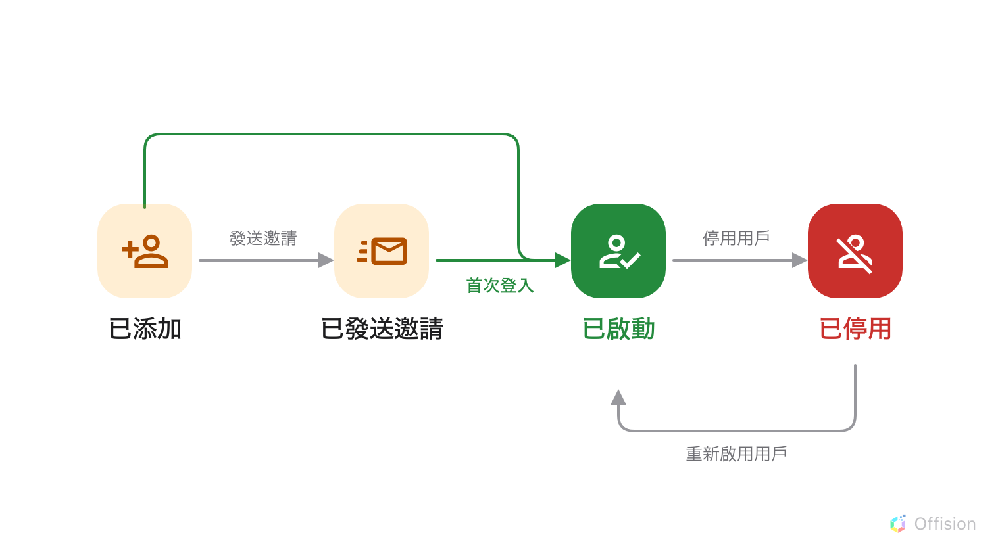 發送邀請
停用用戶
首次登入
已添加
已發送邀請
已啟動
已停用
重新啟用用戶
Offision